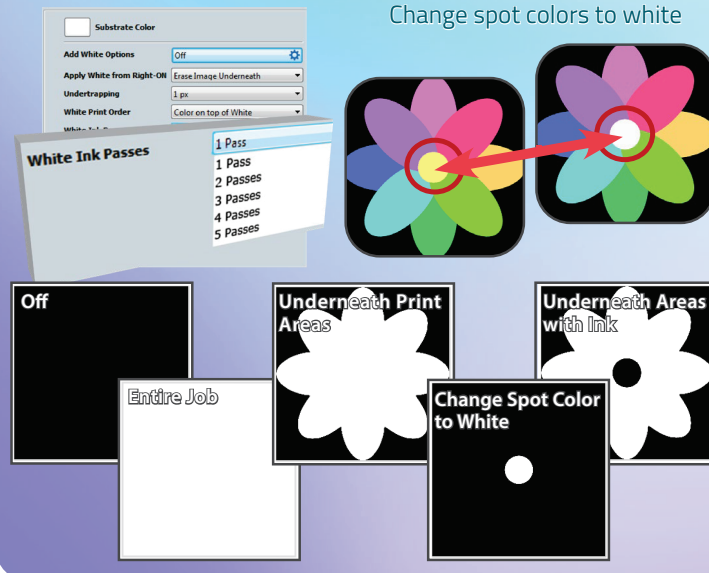 Change spot colors to white
Substrate Color
Add White Options Off
Apply White from Right-ON Erase Image Underneath
Undertrapping 1 px
White Print Order Color on top of White
White Ink Passes 1 Pass
1 Pass
2 Passes
3 Passes
4 Passes
5 Passes
Off
Underneath Print
Areas
Underneath Areas
with Ink
Entire Job
Change Spot Color
to White